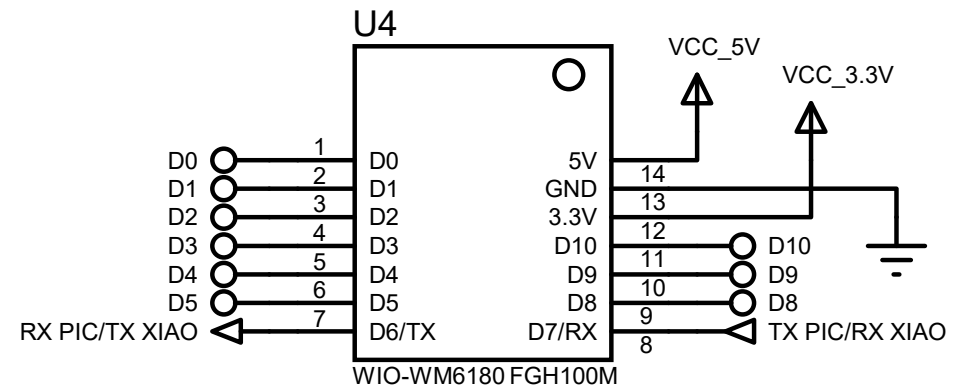 U4
VCC_5V
VCC_3.3V
D0 1 D0 5V 14
D1 2 D1 GND 13
D2 3 D2 3.3V 12
D3 4 D3 D10 11 D10
D4 5 D4 D9 10 D9
D5 6 D5 D8 9 D8
RX PIC/TX XIAO 7 D6/TX D7/RX 8 TX PIC/RX XIAO
WIO-WM6180 FGH100M